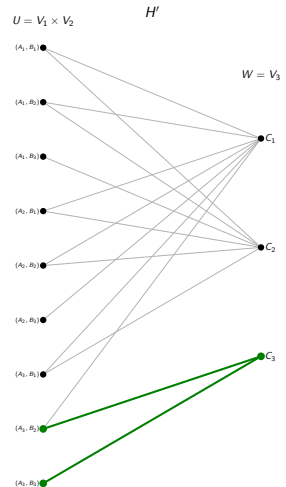 H′
U = V₁ × V₂
(A₁, B₁)
(A₁, B₂)
(A₁, B₃)
(A₂, B₁)
(A₂, B₂)
(A₂, B₃)
(A₃, B₁)
(A₃, B₂)
(A₃, B₃)
W = V₃
C₁
C₂
C₃